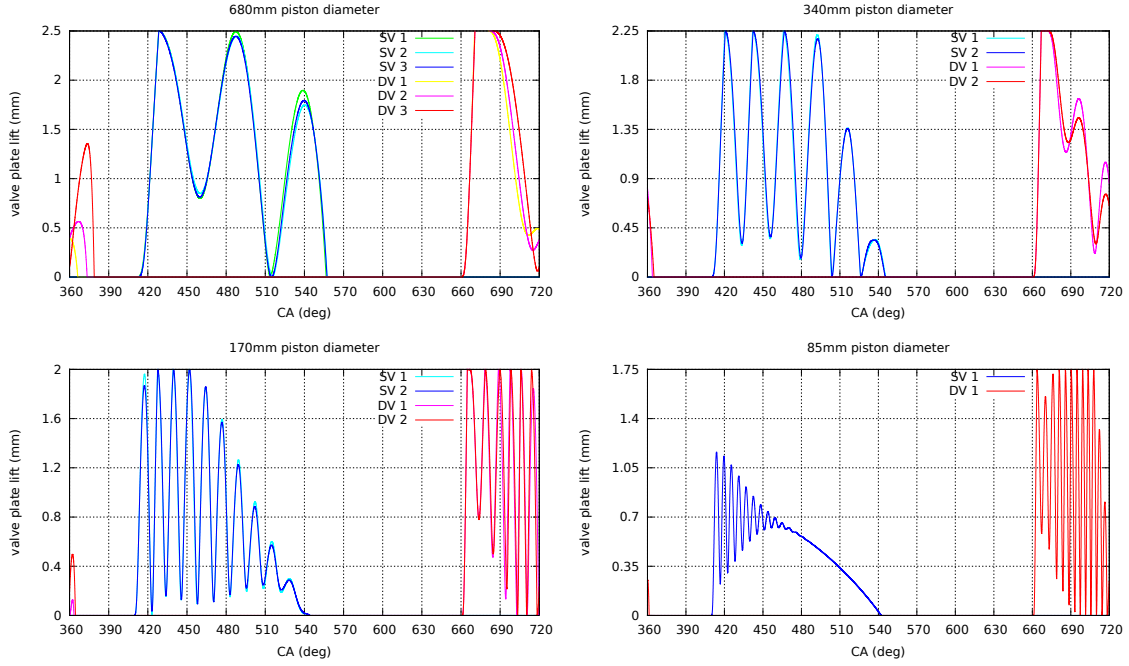 680mm piston diameter
valve plate lift (mm)
2.5
2
1.5
1
0.5
0
SV 1
SV 2
SV 3
DV 1
DV 2
DV 3
360 390 420 450 480 510 540 570 600 630 660 690 720
CA (deg)
340mm piston diameter
valve plate lift (mm)
2.25
1.8
1.35
0.9
0.45
0
SV 1
SV 2
DV 1
DV 2
360 390 420 450 480 510 540 570 600 630 660 690 720
CA (deg)
170mm piston diameter
valve plate lift (mm)
2
1.6
1.2
0.8
0.4
0
SV 1
SV 2
DV 1
DV 2
360 390 420 450 480 510 540 570 600 630 660 690 720
CA (deg)
85mm piston diameter
valve plate lift (mm)
1.75
1.4
1.05
0.7
0.35
0
SV 1
DV 1
360 390 420 450 480 510 540 570 600 630 660 690 720
CA (deg)